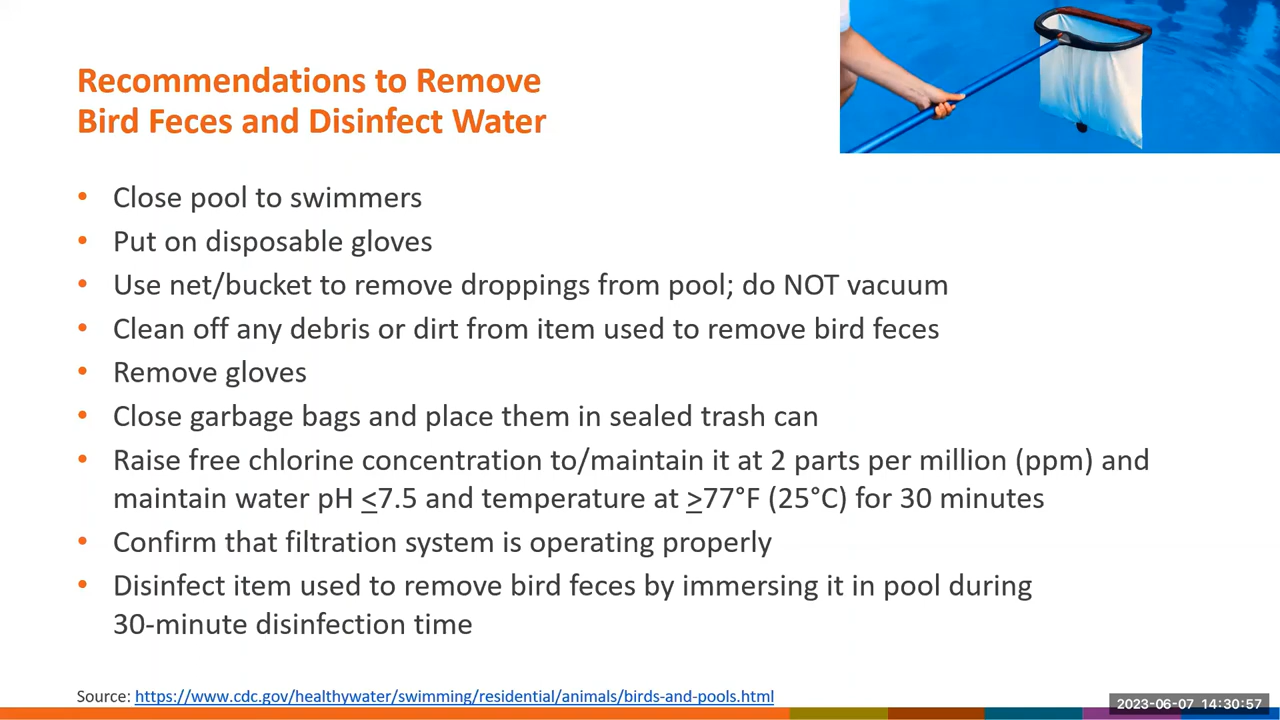 Recommendations to Remove
Bird Feces and Disinfect Water
• Close pool to swimmers
• Put on disposable gloves
• Use net/bucket to remove droppings from pool; do NOT vacuum
• Clean off any debris or dirt from item used to remove bird feces
• Remove gloves
• Close garbage bags and place them in sealed trash can
• Raise free chlorine concentration to/maintain it at 2 parts per million (ppm) and
maintain water pH ≤7.5 and temperature at ≥77°F (25°C) for 30 minutes
• Confirm that filtration system is operating properly
• Disinfect item used to remove bird feces by immersing it in pool during
30-minute disinfection time
Source: https://www.cdc.gov/healthywater/swimming/residential/animals/birds-and-pools.html
2023-06-07 14:30:57